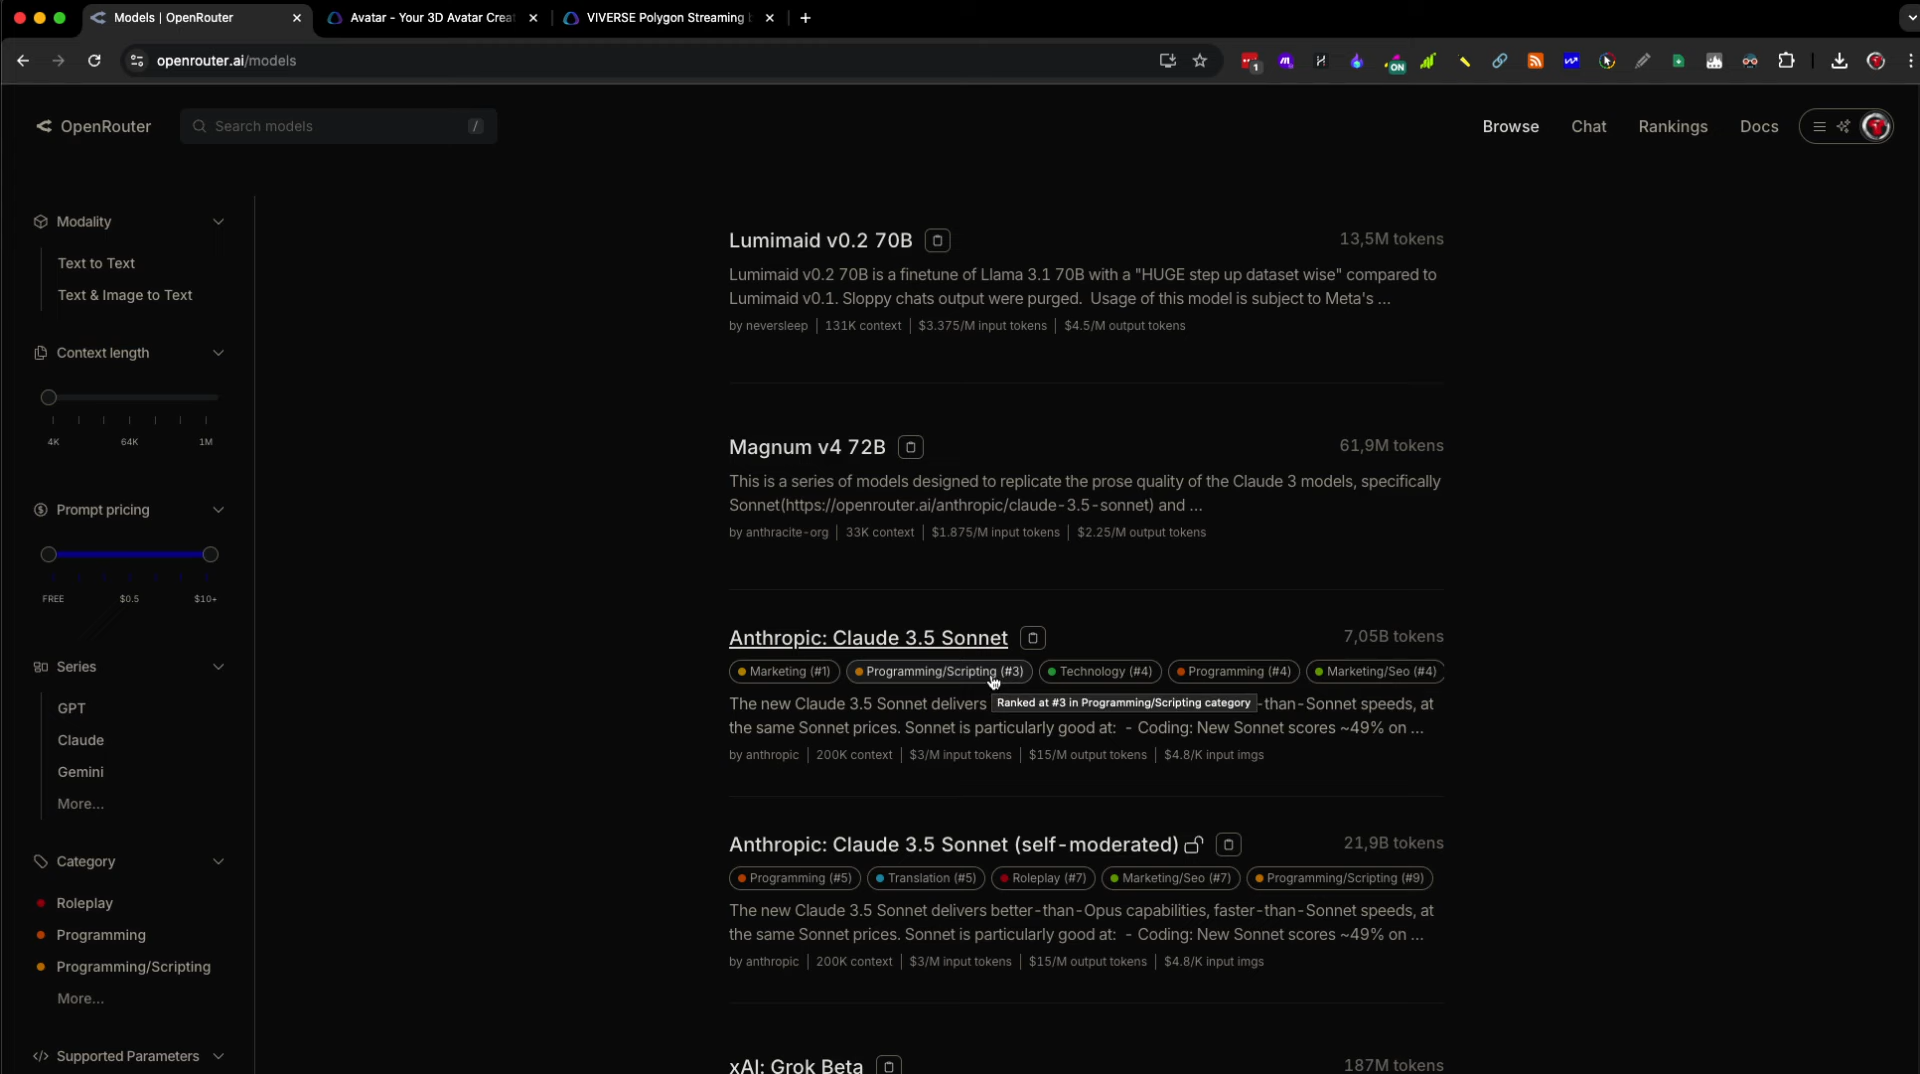 Models | OpenRouter
Avatar - Your 3D Avatar Creat
VIVERSE Polygon Streaming
openrouter.ai/models
1
ON
OpenRouter
Search models
/
Browse
Chat
Rankings
Docs
Modality
Text to Text
Text & Image to Text
Context length
4K 64K 1M
Prompt pricing
FREE $0.5 $10+
Series
GPT
Claude
Gemini
More...
Category
Roleplay
Programming
Programming/Scripting
More...
Supported Parameters
Lumimaid v0.2 70B
13,5M tokens
Lumimaid v0.2 70B is a finetune of Llama 3.1 70B with a "HUGE step up dataset wise" compared to
Lumimaid v0.1. Sloppy chats output were purged. Usage of this model is subject to Meta's ...
by neversleep | 131K context | $3.375/M input tokens | $4.5/M output tokens
Magnum v4 72B
61,9M tokens
This is a series of models designed to replicate the prose quality of the Claude 3 models, specifically
Sonnet(https://openrouter.ai/anthropic/claude-3.5-sonnet) and ...
by anthracite-org | 33K context | $1.875/M input tokens | $2.25/M output tokens
Anthropic: Claude 3.5 Sonnet
7,05B tokens
Marketing (#1) Programming/Scripting (#3) Technology (#4) Programming (#4) Marketing/Seo (#4)
The new Claude 3.5 Sonnet delivers -than-Sonnet speeds, at
Ranked at #3 in Programming/Scripting category
the same Sonnet prices. Sonnet is particularly good at: - Coding: New Sonnet scores ~49% on ...
by anthropic | 200K context | $3/M input tokens | $15/M output tokens | $4.8/K input imgs
Anthropic: Claude 3.5 Sonnet (self-moderated)
21,9B tokens
Programming (#5) Translation (#5) Roleplay (#7) Marketing/Seo (#7) Programming/Scripting (#9)
The new Claude 3.5 Sonnet delivers better-than-Opus capabilities, faster-than-Sonnet speeds, at
the same Sonnet prices. Sonnet is particularly good at: - Coding: New Sonnet scores ~49% on ...
by anthropic | 200K context | $3/M input tokens | $15/M output tokens | $4.8/K input imgs
xAI: Grok Beta
187M tokens